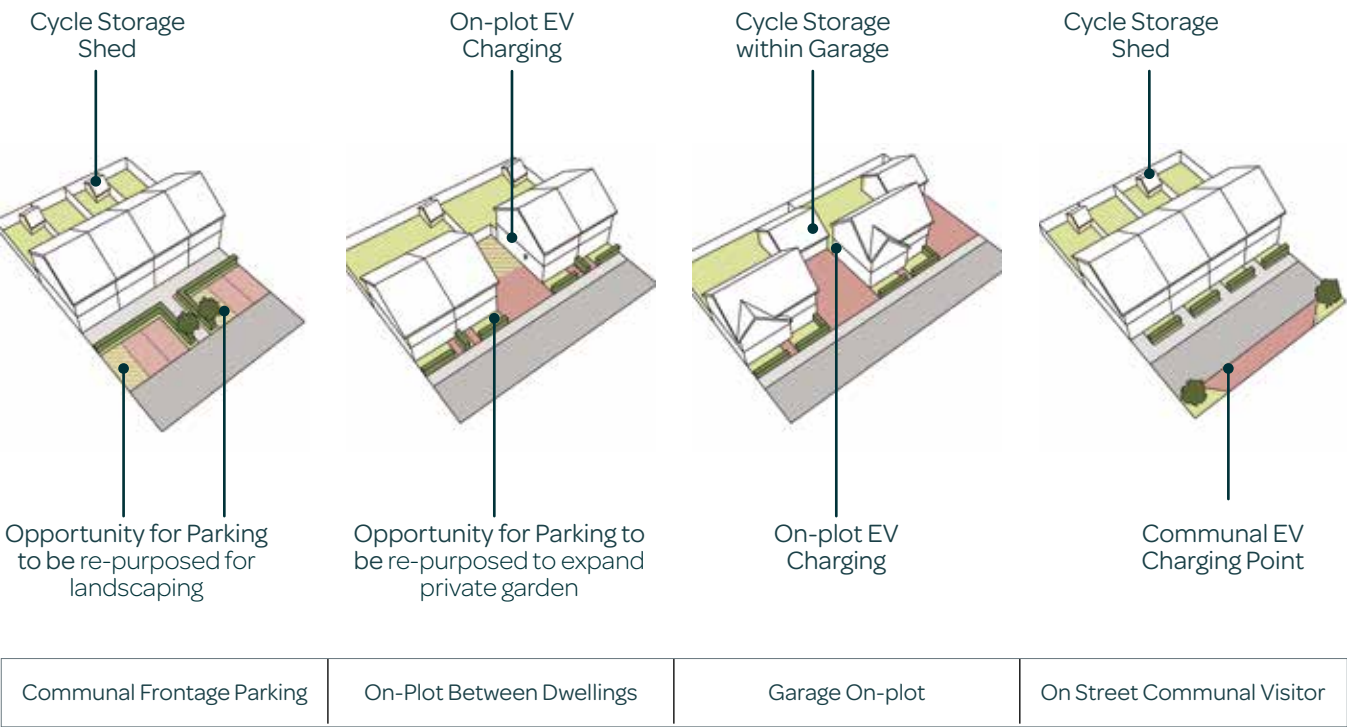 Cycle Storage
Shed
On-plot EV
Charging
Cycle Storage
within Garage
Cycle Storage
Shed
Opportunity for Parking
to be re-purposed for
landscaping
Opportunity for Parking to
be re-purposed to expand
private garden
On-plot EV
Charging
Communal EV
Charging Point
Communal Frontage Parking
On-Plot Between Dwellings
Garage On-plot
On Street Communal Visitor